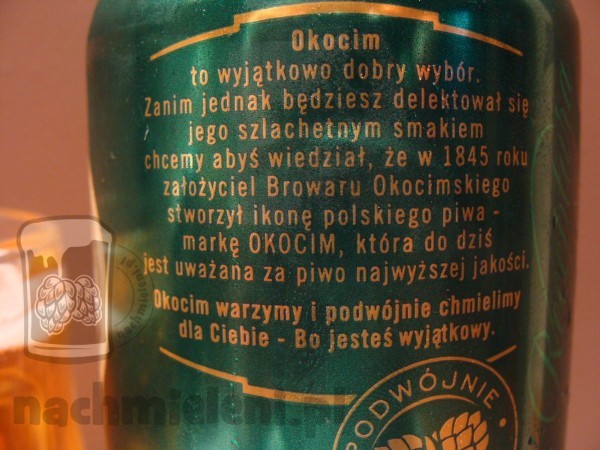 Okocim
to wyjątkowo dobry wybór.
Zanim jednak będziesz delektował się
jego szlachetnym smakiem
chcemy abyś wiedział, że w 1845 roku
założyciel Browaru Okocimskiego
stworzył ikonę polskiego piwa -
markę OKOCIM, która do dziś
jest uważana za piwo najwyższej jakości.
Okocim warzymy i podwójnie chmielimy
dla Ciebie - Bo jesteś wyjątkowy.
PODWÓJNIE
nachmieleni.pl